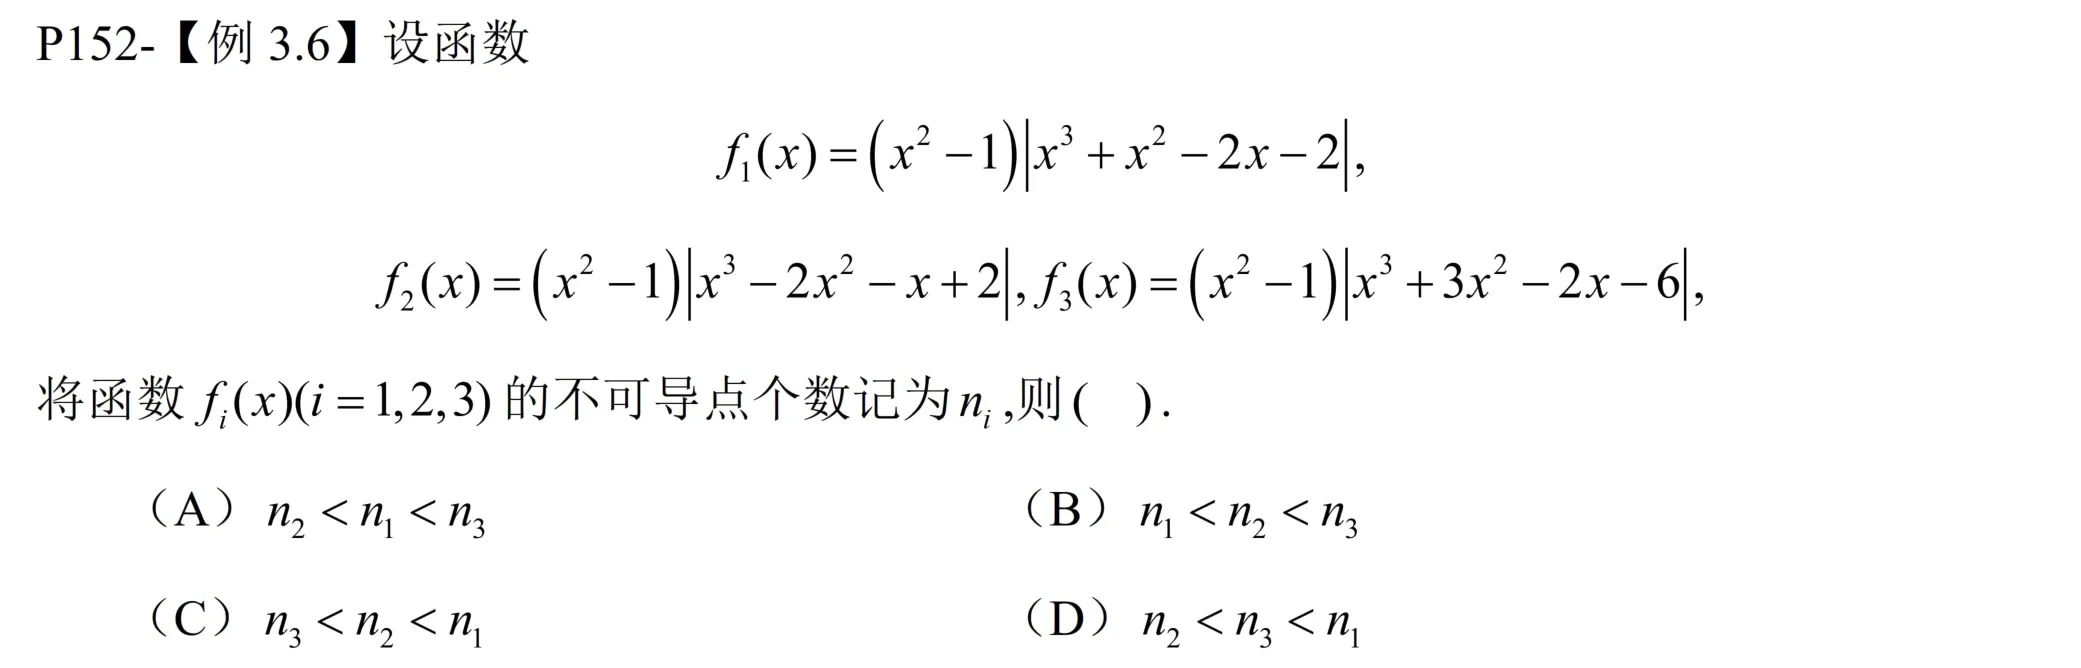 P152-【例 3.6】设函数
f₁(x) = (x² − 1)|x³ + x² − 2x − 2|,
f₂(x) = (x² − 1)|x³ − 2x² − x + 2|, f₃(x) = (x² − 1)|x³ + 3x² − 2x − 6|,
将函数 fᵢ(x)(i = 1,2,3) 的不可导点个数记为 nᵢ ,则 (   ) .
（A） n₂ < n₁ < n₃ （B） n₁ < n₂ < n₃
（C） n₃ < n₂ < n₁ （D） n₂ < n₃ < n₁